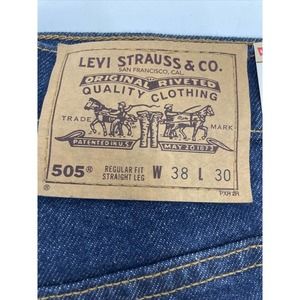 LEVI STRAUSS & CO.
SAN FRANCISCO, CAL.
ORIGINAL RIVETED
QUALITY CLOTHING
TRADE MARK
PATENTED IN U.S. MAY 20 1873
505® REGULAR FIT STRAIGHT LEG W 38 L 30